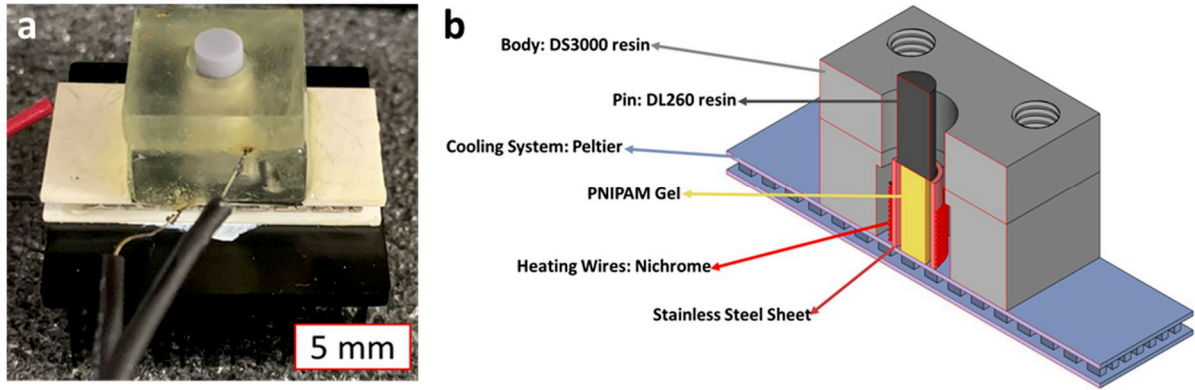 a
5 mm
b
Body: DS3000 resin
Pin: DL260 resin
Cooling System: Peltier
PNIPAM Gel
Heating Wires: Nichrome
Stainless Steel Sheet